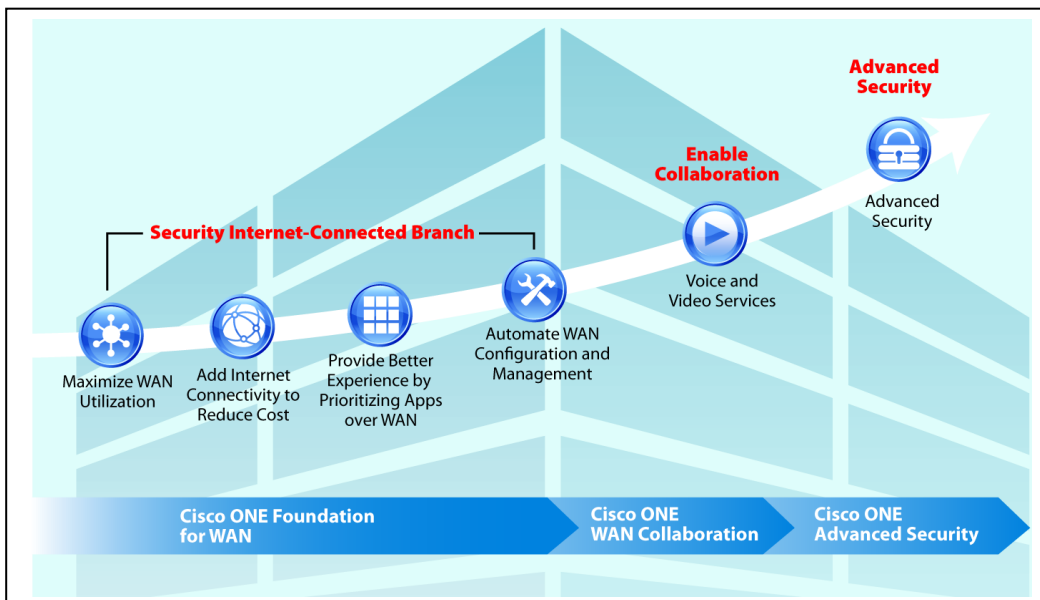 Advanced
Security
Enable
Collaboration
Advanced
Security
Security Internet-Connected Branch
Voice and
Video Services
Automate WAN
Configuration and
Management
Provide Better
Experience by
Prioritizing Apps
over WAN
Add Internet
Connectivity to
Reduce Cost
Maximize WAN
Utilization
Cisco ONE Foundation
for WAN
Cisco ONE
WAN Collaboration
Cisco ONE
Advanced Security